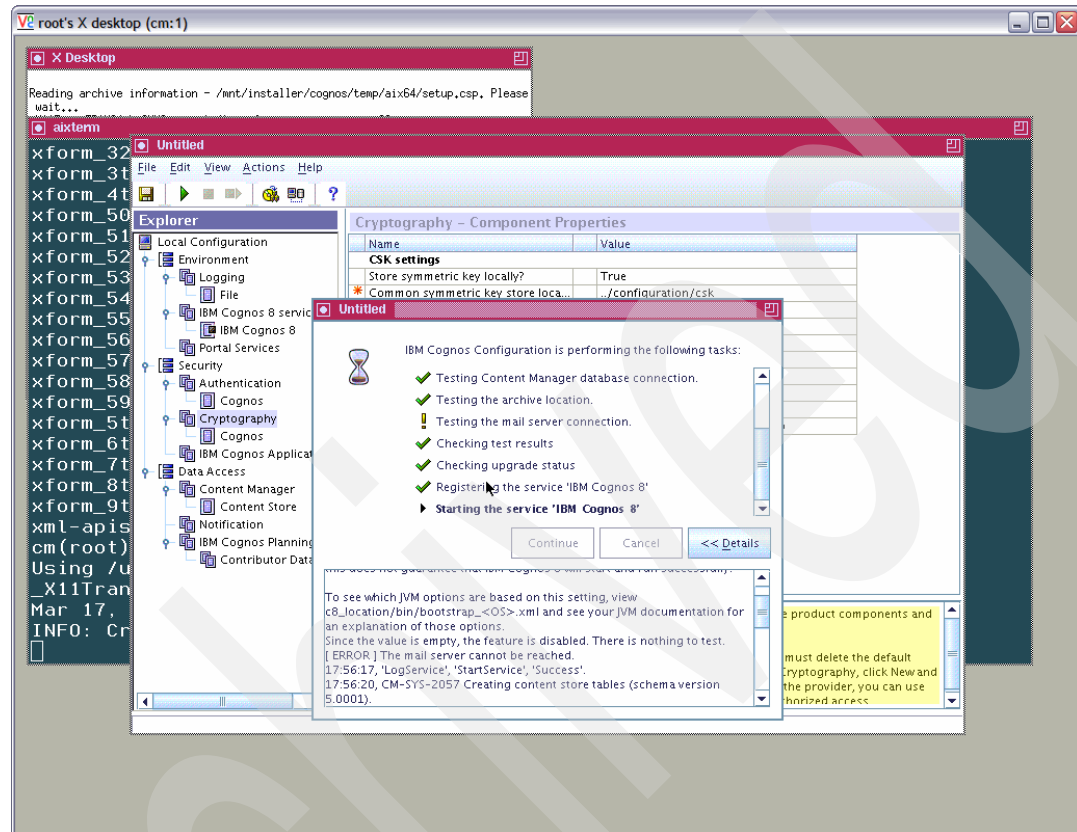 root's X desktop (cm:1)
X Desktop
Reading archive information - /mnt/installer/cognos/temp/aix64/setup.csp. Please
wait...
aixterm
xform_32
xform_3t
xform_4t
xform_50
xform_51
xform_52
xform_53
xform_54
xform_55
xform_56
xform_57
xform_58
xform_59
xform_5t
xform_6t
xform_7t
xform_8t
xform_9t
xml-apis
cm(root)
Using /u
_X11Tran
Mar 17,
INFO: Cr
Untitled
File Edit View Actions Help
Explorer
Local Configuration
Environment
Logging
File
IBM Cognos 8 servic
IBM Cognos 8
Portal Services
Security
Authentication
Cognos
Cryptography
Cognos
IBM Cognos Applicat
Data Access
Content Manager
Content Store
Notification
IBM Cognos Planning
Contributor Data
Cryptography - Component Properties
Name Value
CSK settings
Store symmetric key locally? True
Common symmetric key store loca... ../configuration/csk
Untitled
IBM Cognos Configuration is performing the following tasks:
Testing Content Manager database connection.
Testing the archive location.
Testing the mail server connection.
Checking test results
Checking upgrade status
Registering the service 'IBM Cognos 8'
Starting the service 'IBM Cognos 8'
Continue Cancel << Details
To see which JVM options are based on this setting, view
c8_location/bin/bootstrap_<OS>.xml and see your JVM documentation for
an explanation of those options.
Since the value is empty, the feature is disabled. There is nothing to test.
[ ERROR ] The mail server cannot be reached.
17:56:17, 'LogService', 'StartService', 'Success'.
17:56:20, CM-SYS-2057 Creating content store tables (schema version
5.0001).
e product components and
must delete the default
Cryptography, click New and
the provider, you can use
thorized access